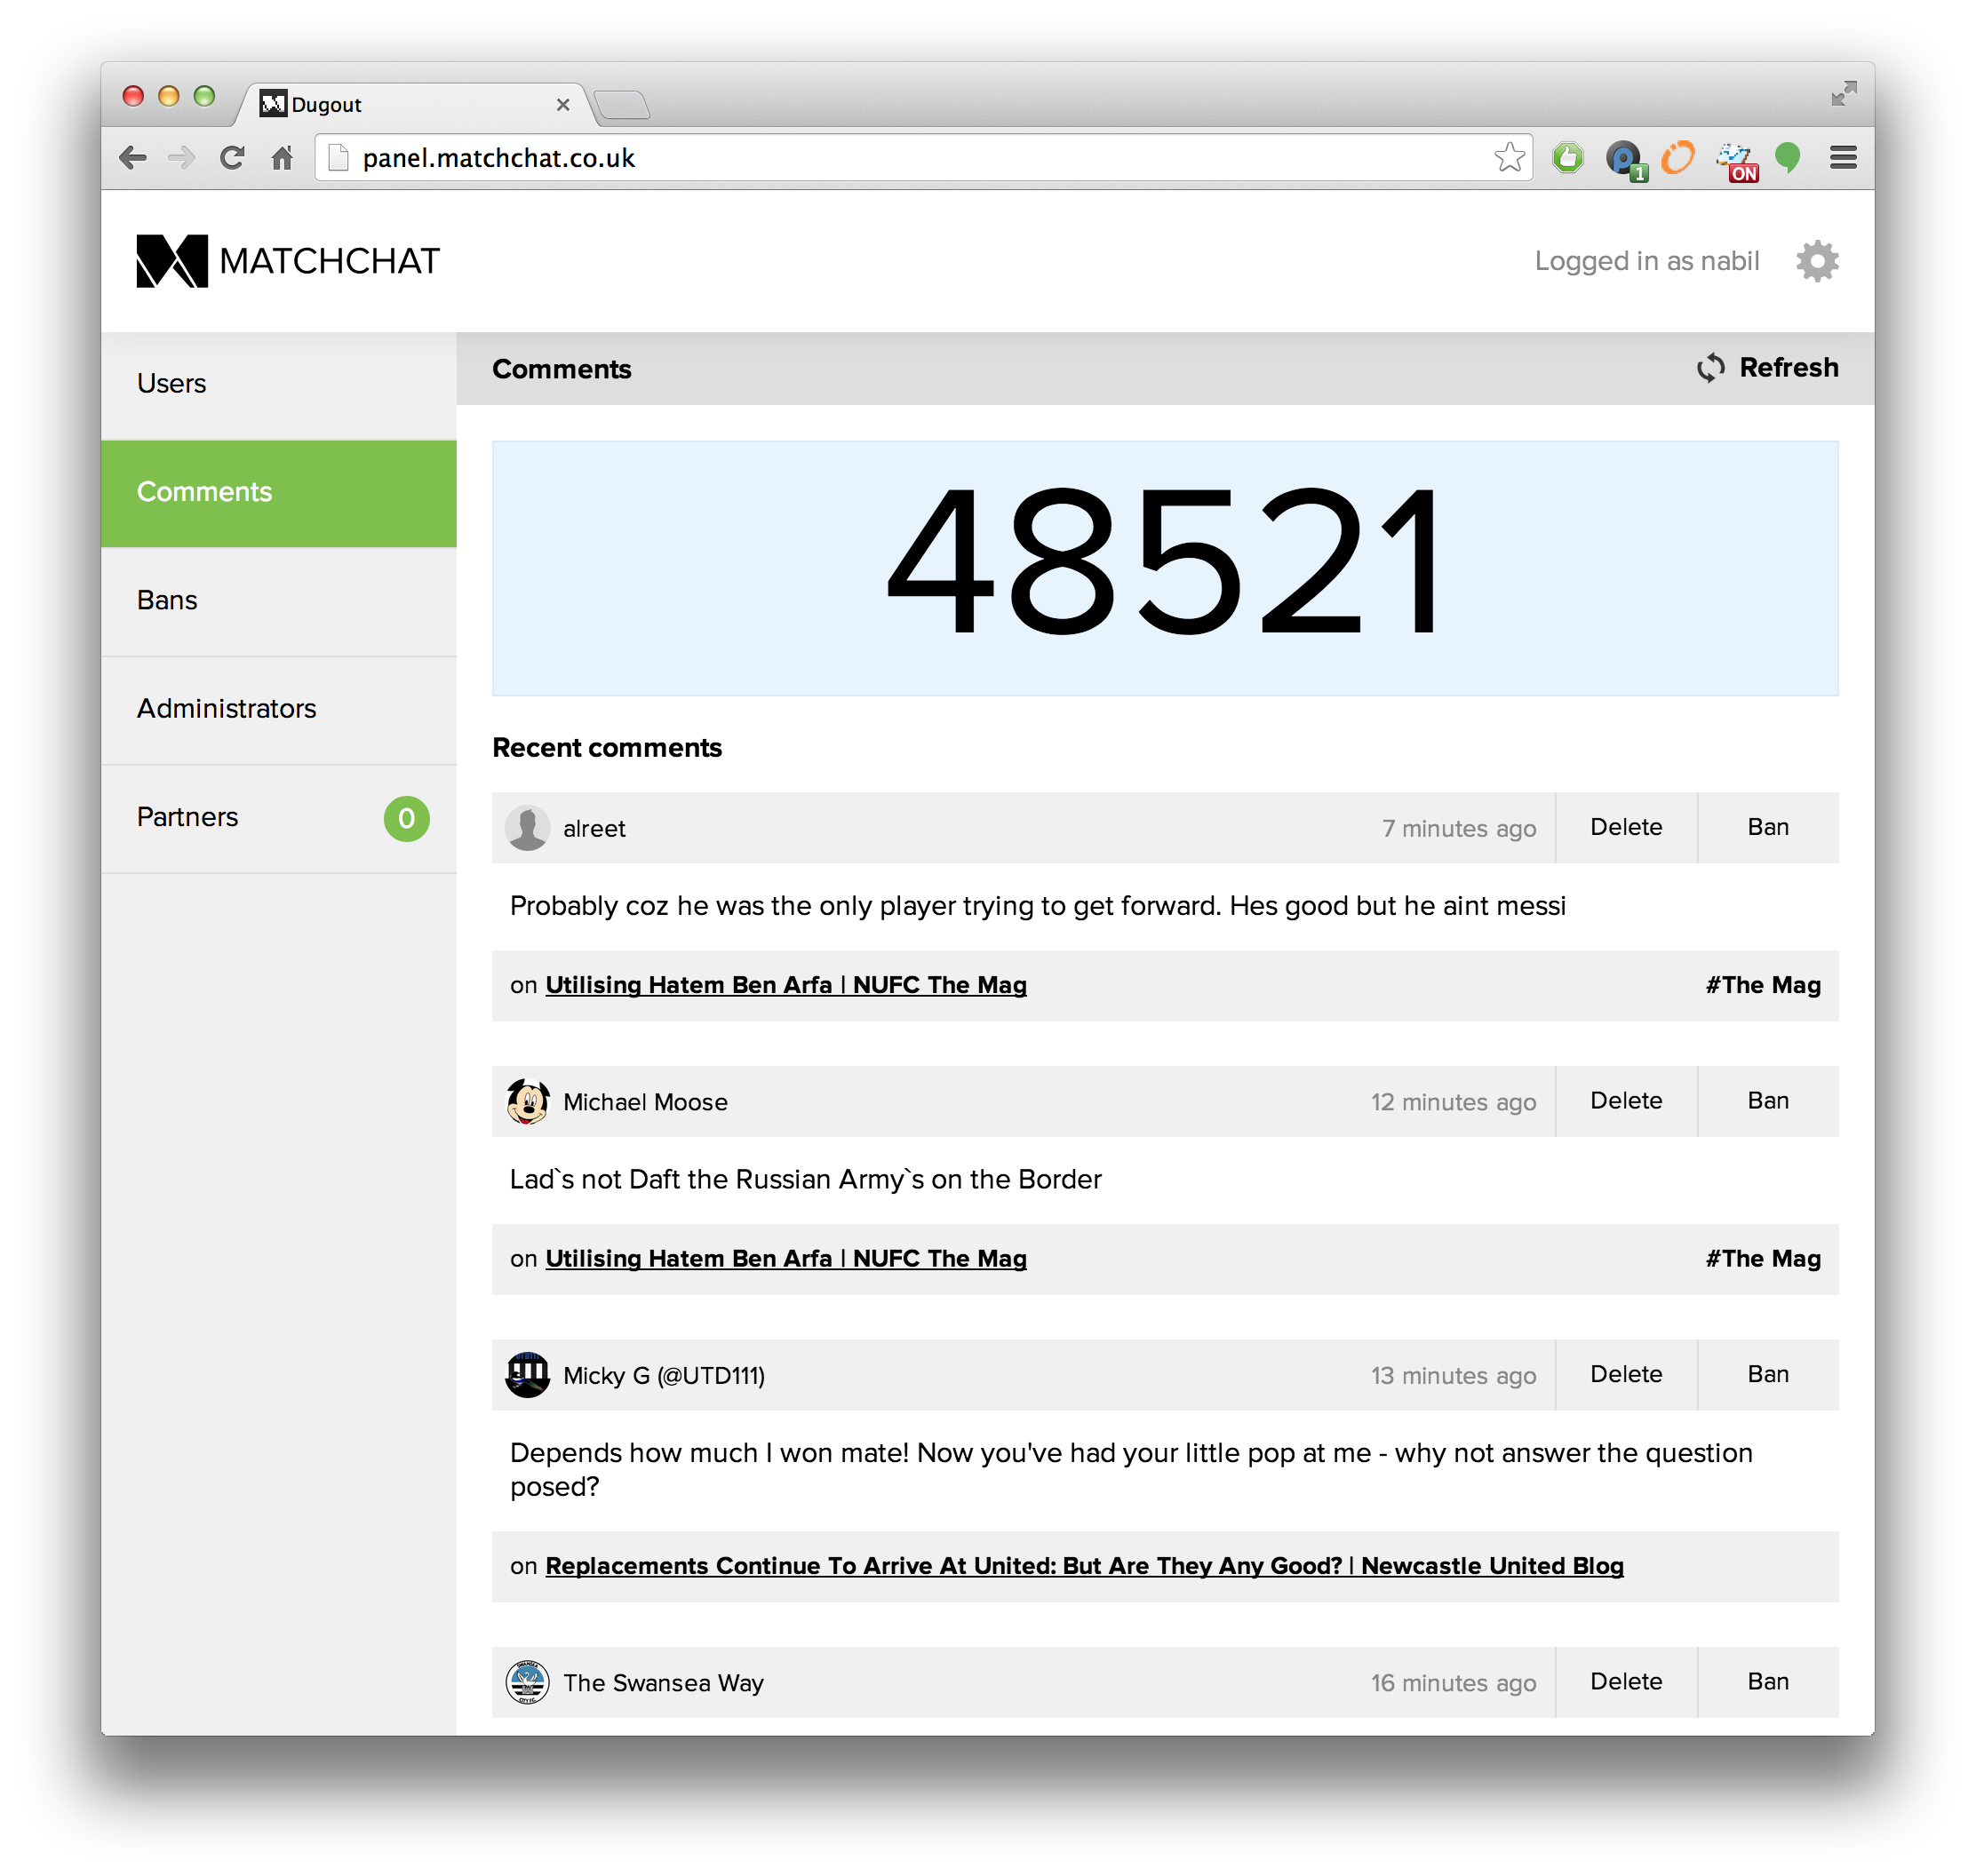 Dugout
panel.matchchat.co.uk
1
ON
MATCHCHAT
Logged in as nabil
Users
Comments
Bans
Administrators
Partners 0
Comments
Refresh
48521
Recent comments
alreet 7 minutes ago Delete Ban
Probably coz he was the only player trying to get forward. Hes good but he aint messi
on Utilising Hatem Ben Arfa | NUFC The Mag #The Mag
Michael Moose 12 minutes ago Delete Ban
Lad`s not Daft the Russian Army`s on the Border
on Utilising Hatem Ben Arfa | NUFC The Mag #The Mag
Micky G (@UTD111) 13 minutes ago Delete Ban
Depends how much I won mate! Now you've had your little pop at me - why not answer the question
posed?
on Replacements Continue To Arrive At United: But Are They Any Good? | Newcastle United Blog
The Swansea Way 16 minutes ago Delete Ban